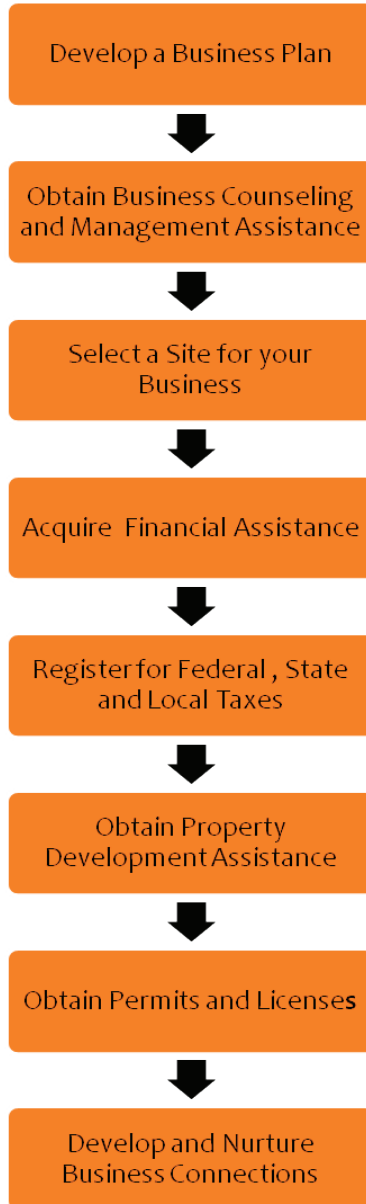 Develop a Business Plan
Obtain Business Counseling
and Management Assistance
Select a Site for your
Business
Acquire Financial Assistance
Register for Federal , State
and Local Taxes
Obtain Property
Development Assistance
Obtain Permits and Licenses
Develop and Nurture
Business Connections